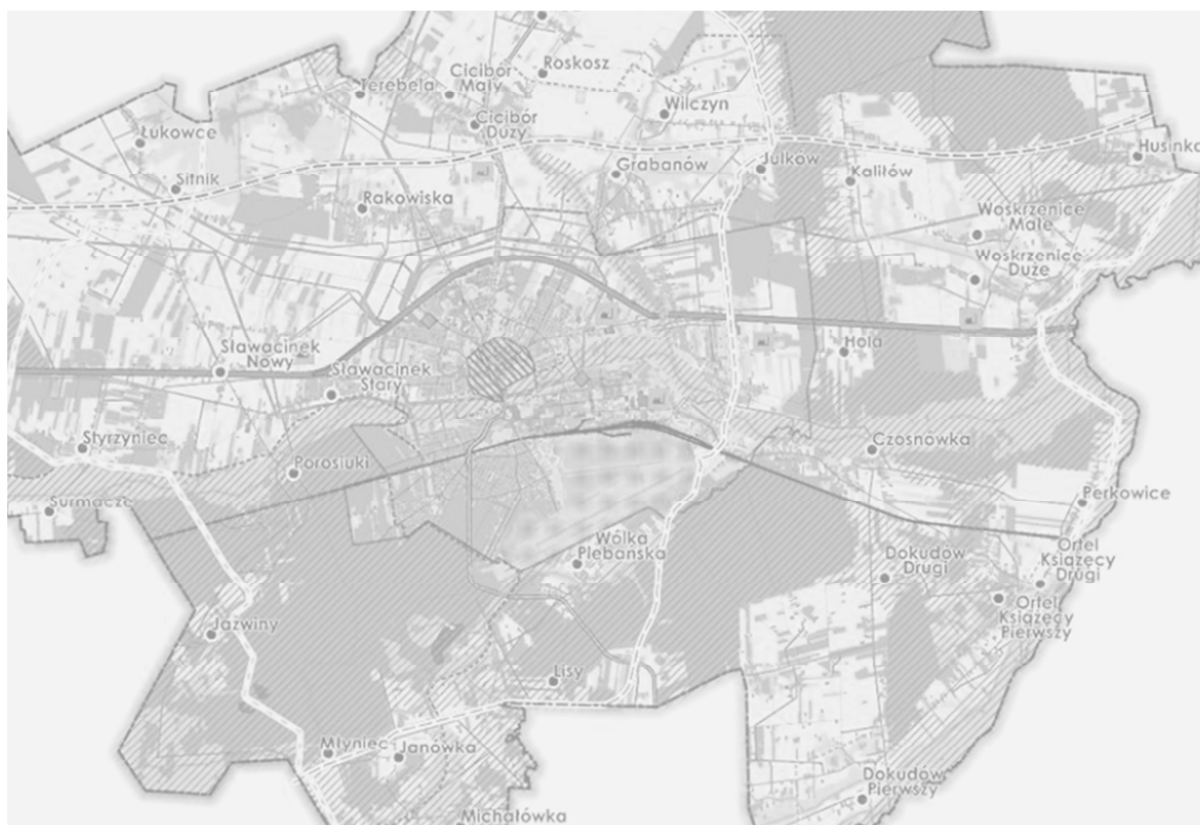 Roskosz
Cicibór
Mały
Terebela
Wilczyn
Cicibór
Duży
Łukowce
Husinka
Julków
Grabanów
Kaliłów
Sitnik
Rakowiska
Woskrzenice
Małe
Woskrzenice
Duże
Hola
Sławacinek
Nowy
Sławacinek
Stary
Styrzyniec
Czosnówka
Porosiuki
Perkowice
Surmacze
Wólka
Plebańska
Dokudów
Drugi
Ortel
Książęcy
Drugi
Ortel
Książęcy
Pierwszy
Jaźwiny
Lisy
Młyniec
Janówka
Dokudów
Pierwszy
Michałówka